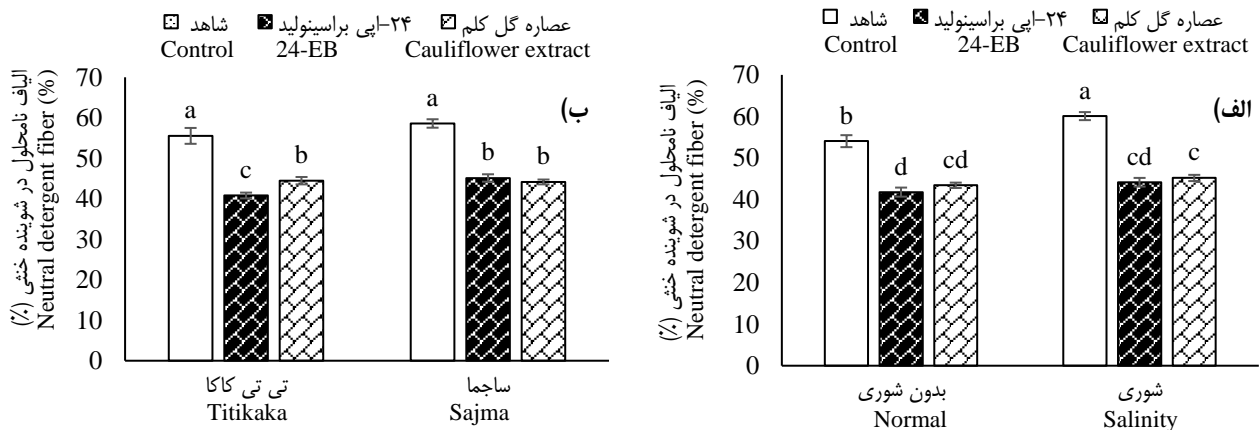 شاهد ۲۴-اپی براسینولید عصاره گل کلم
Control 24-EB Cauliflower extract
الیاف نامحلول در شوینده خنثی (%)
Neutral detergent fiber (%)
70
60
50
40
30
20
10
0
ب)
a
c
b
a
b
b
تی تی کاکا
Titikaka
ساجما
Sajma
شاهد ۲۴-اپی براسینولید عصاره گل کلم
Control 24-EB Cauliflower extract
الیاف نامحلول در شوینده خنثی (%)
Neutral detergent fiber (%)
70
60
50
40
30
20
10
0
الف)
b
d
cd
a
cd
c
بدون شوری
Normal
شوری
Salinity